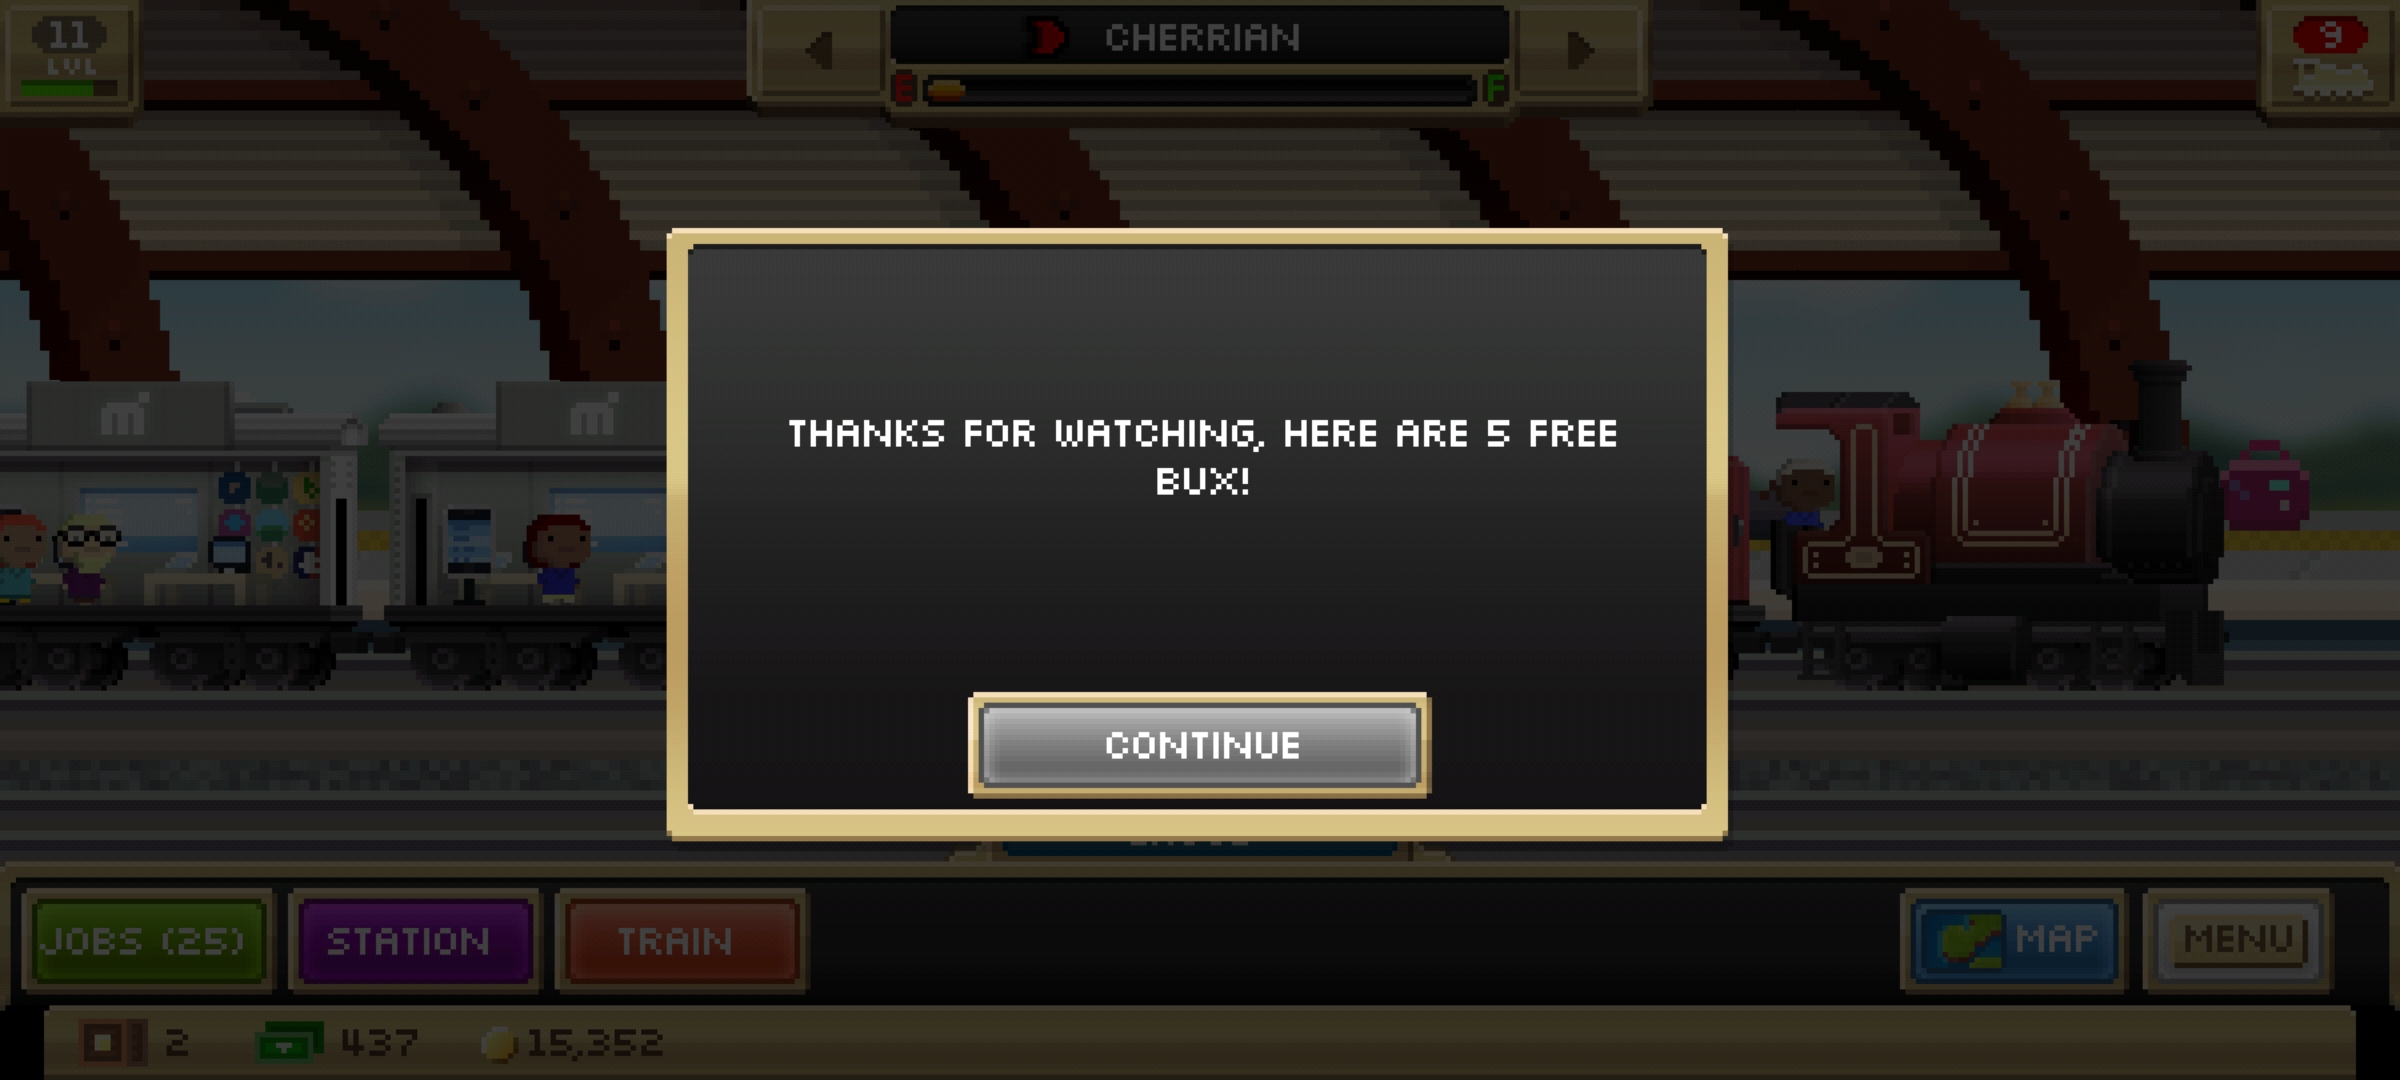 11
LVL
CHERRIAN
E F
9
THANKS FOR WATCHING, HERE ARE 5 FREE
BUX!
CONTINUE
JOBS (25) STATION TRAIN MAP MENU
2 437 15,352